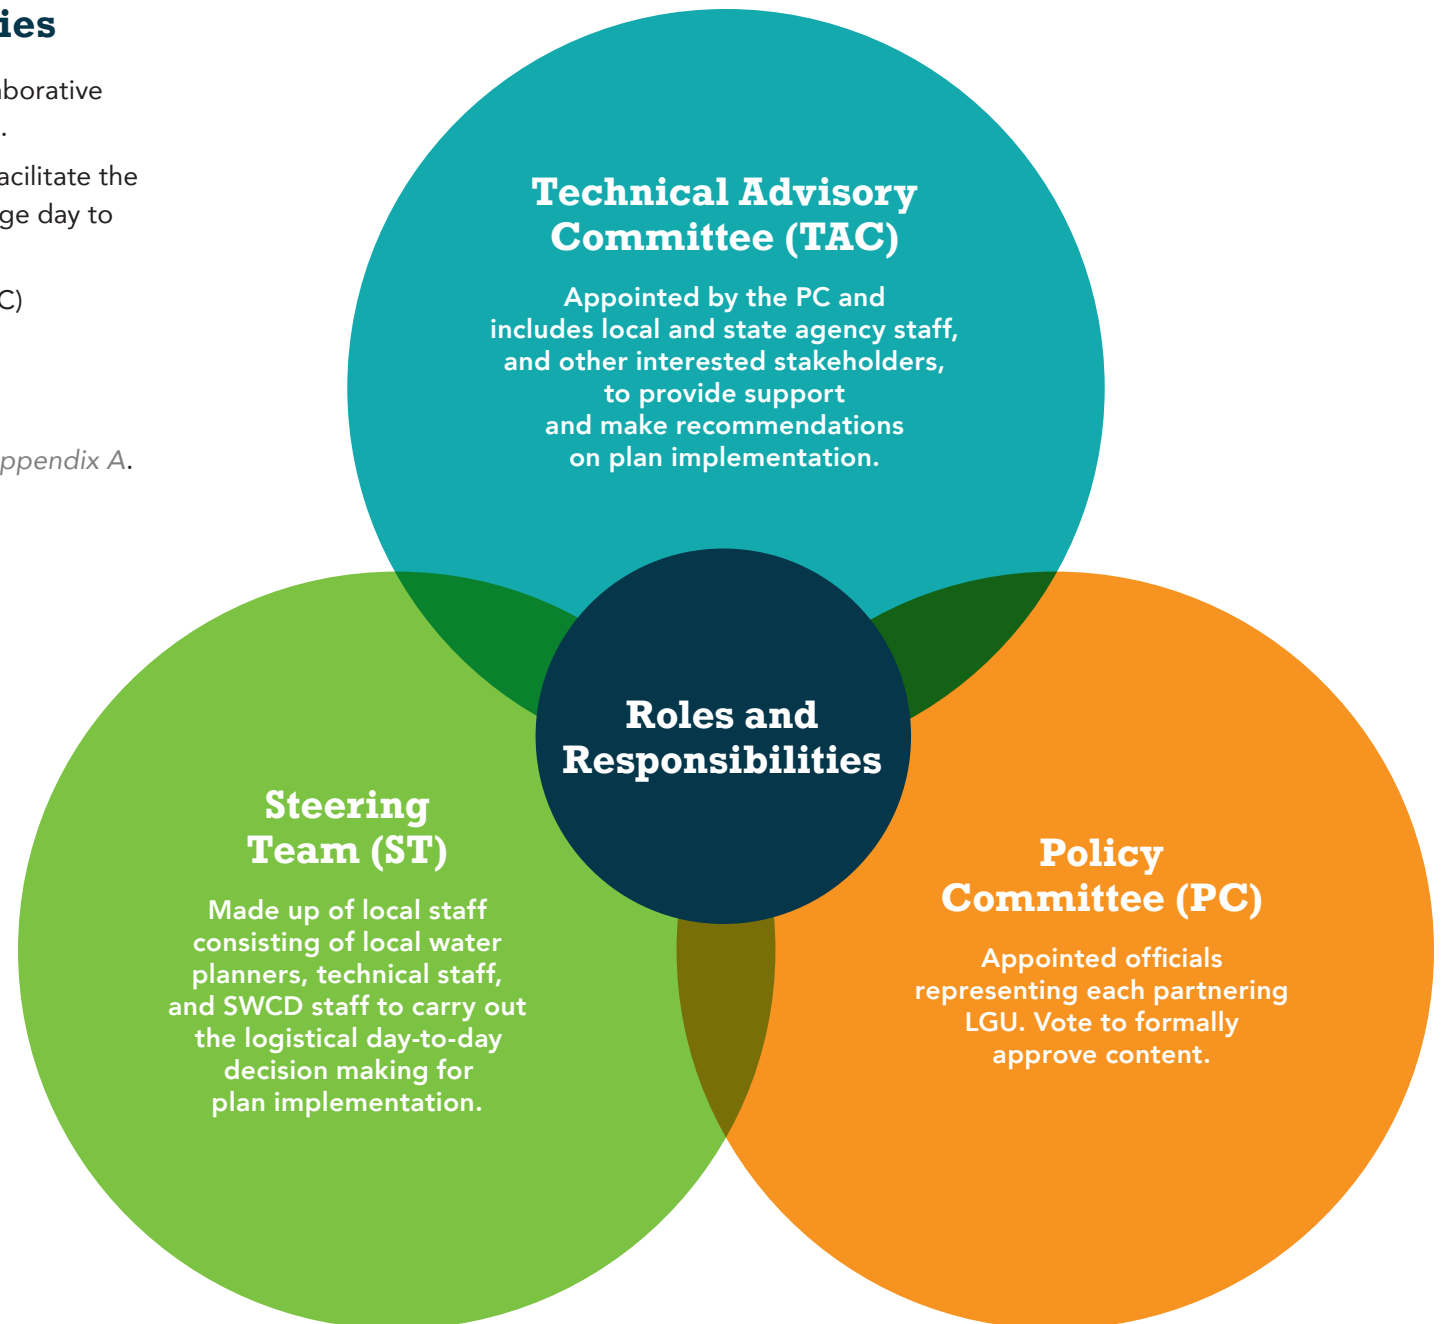 ies
aborative
.
acilitate the
ge day to
C)
ppendix A.
Technical Advisory
Committee (TAC)
Appointed by the PC and
includes local and state agency staff,
and other interested stakeholders,
to provide support
and make recommendations
on plan implementation.
Roles and
Responsibilities
Steering
Team (ST)
Made up of local staff
consisting of local water
planners, technical staff,
and SWCD staff to carry out
the logistical day-to-day
decision making for
plan implementation.
Policy
Committee (PC)
Appointed officials
representing each partnering
LGU. Vote to formally
approve content.